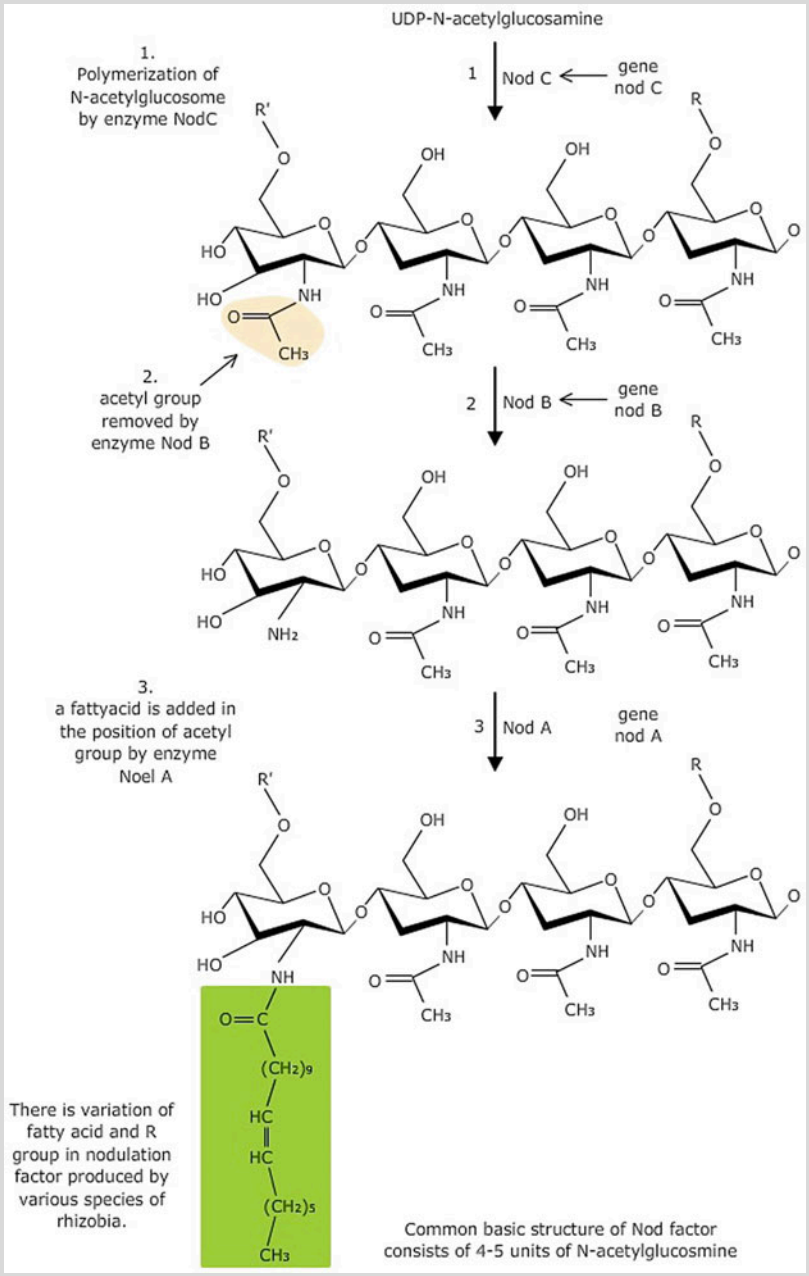 UDP-N-acetylglucosamine
1.
Polymerization of
N-acetylglucosome
by enzyme NodC
1
Nod C
gene
nod C
R'
O
OH
OH
R
O
HO
HO
O
O
O
O
O
O
O
O
NH
O
CH3
NH
O
CH3
NH
O
CH3
NH
O
CH3
2.
acetyl group
removed by
enzyme Nod B
2
Nod B
gene
nod B
R'
O
OH
OH
R
O
HO
HO
O
O
O
O
O
O
O
O
NH2
NH
O
CH3
NH
O
CH3
NH
O
CH3
3.
a fattyacid is added in
the position of acetyl
group by enzyme
Noel A
3
Nod A
gene
nod A
R'
O
OH
OH
R
O
HO
HO
O
O
O
O
O
O
O
O
NH
NH
O
CH3
NH
O
CH3
NH
O
CH3
O=C
(CH2)9
HC
HC
(CH2)5
CH3
There is variation of
fatty acid and R
group in nodulation
factor produced by
various species of
rhizobia.
Common basic structure of Nod factor
consists of 4-5 units of N-acetylglucosmine